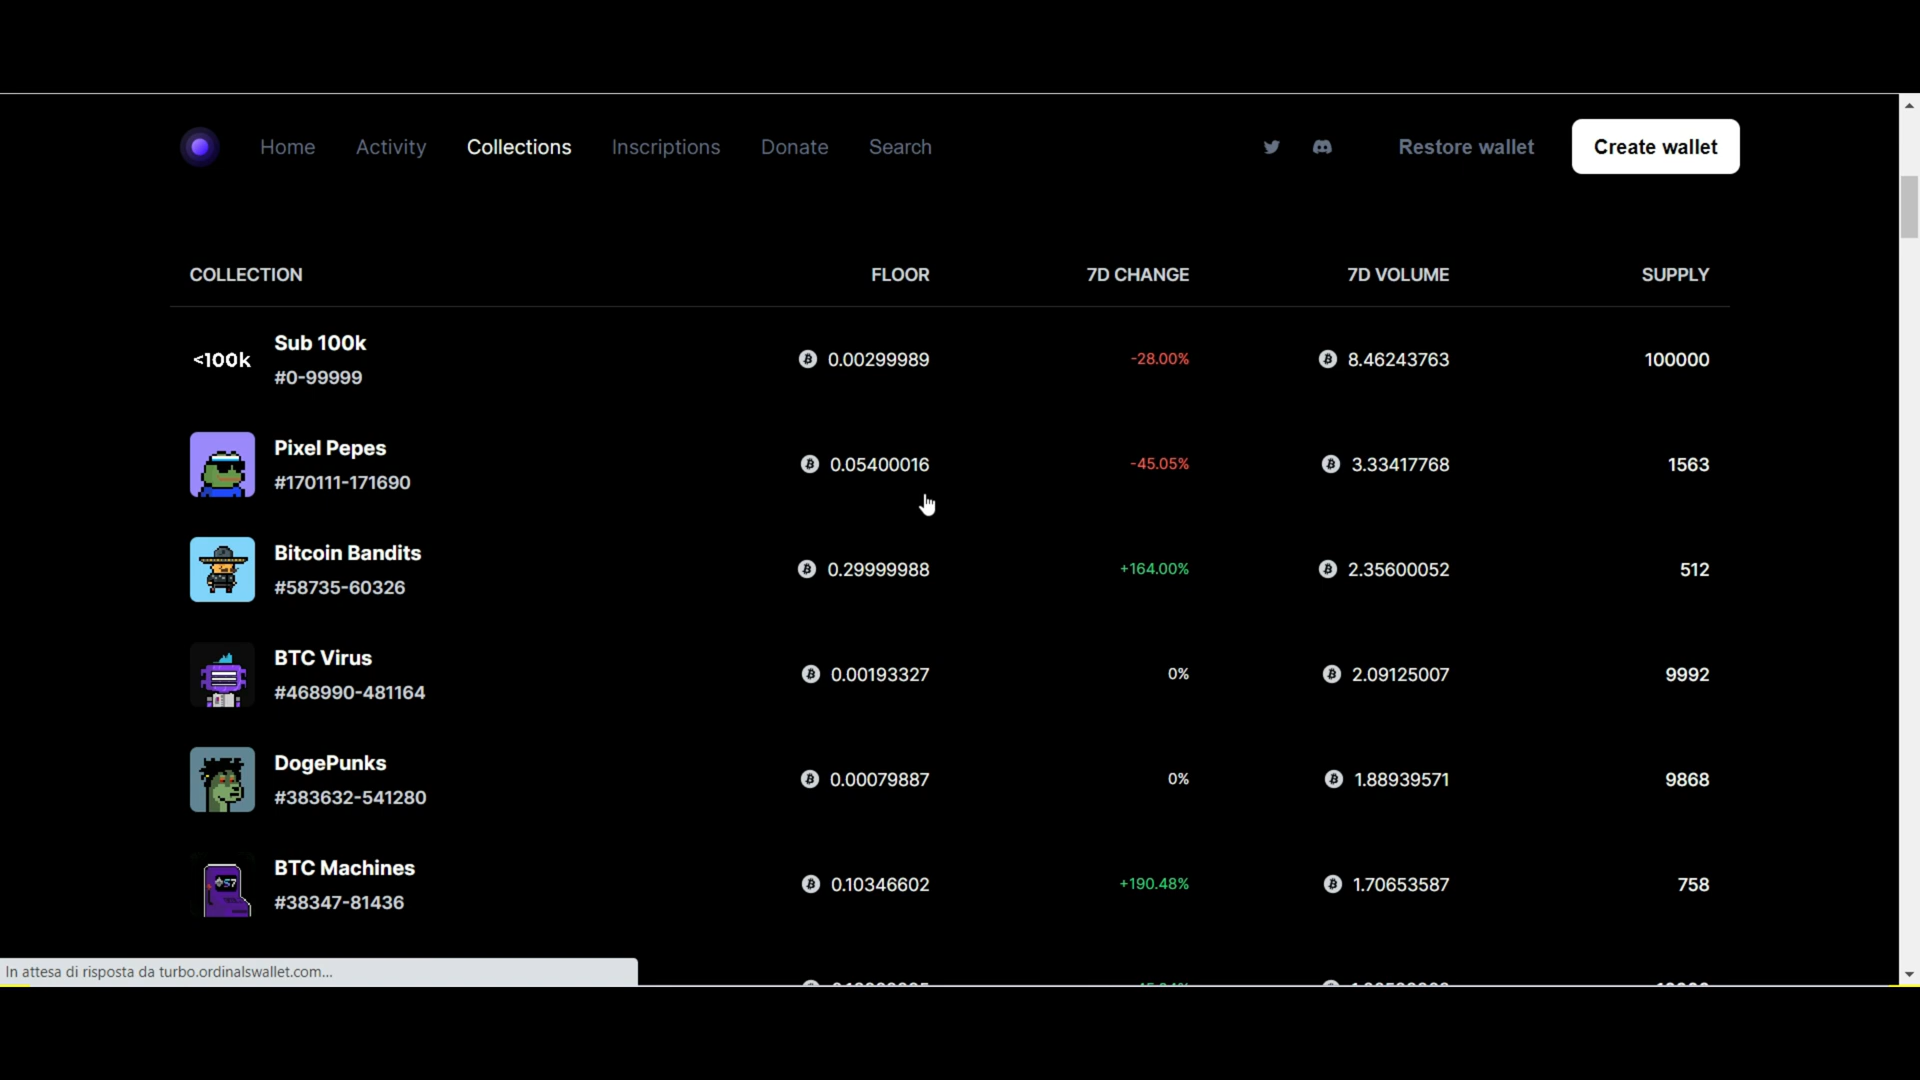 Home Activity Collections Inscriptions Donate Search Restore wallet Create wallet
COLLECTION FLOOR 7D CHANGE 7D VOLUME SUPPLY
<100k Sub 100k 0.00299989 -28.00% 8.46243763 100000
#0-99999
Pixel Pepes 0.05400016 -45.05% 3.33417768 1563
#170111-171690
Bitcoin Bandits 0.29999988 +164.00% 2.35600052 512
#58735-60326
BTC Virus 0.00193327 0% 2.09125007 9992
#468990-481164
DogePunks 0.00079887 0% 1.88939571 9868
#383632-541280
BTC Machines 0.10346602 +190.48% 1.70653587 758
#38347-81436
In attesa di risposta da turbo.ordinalswallet.com...